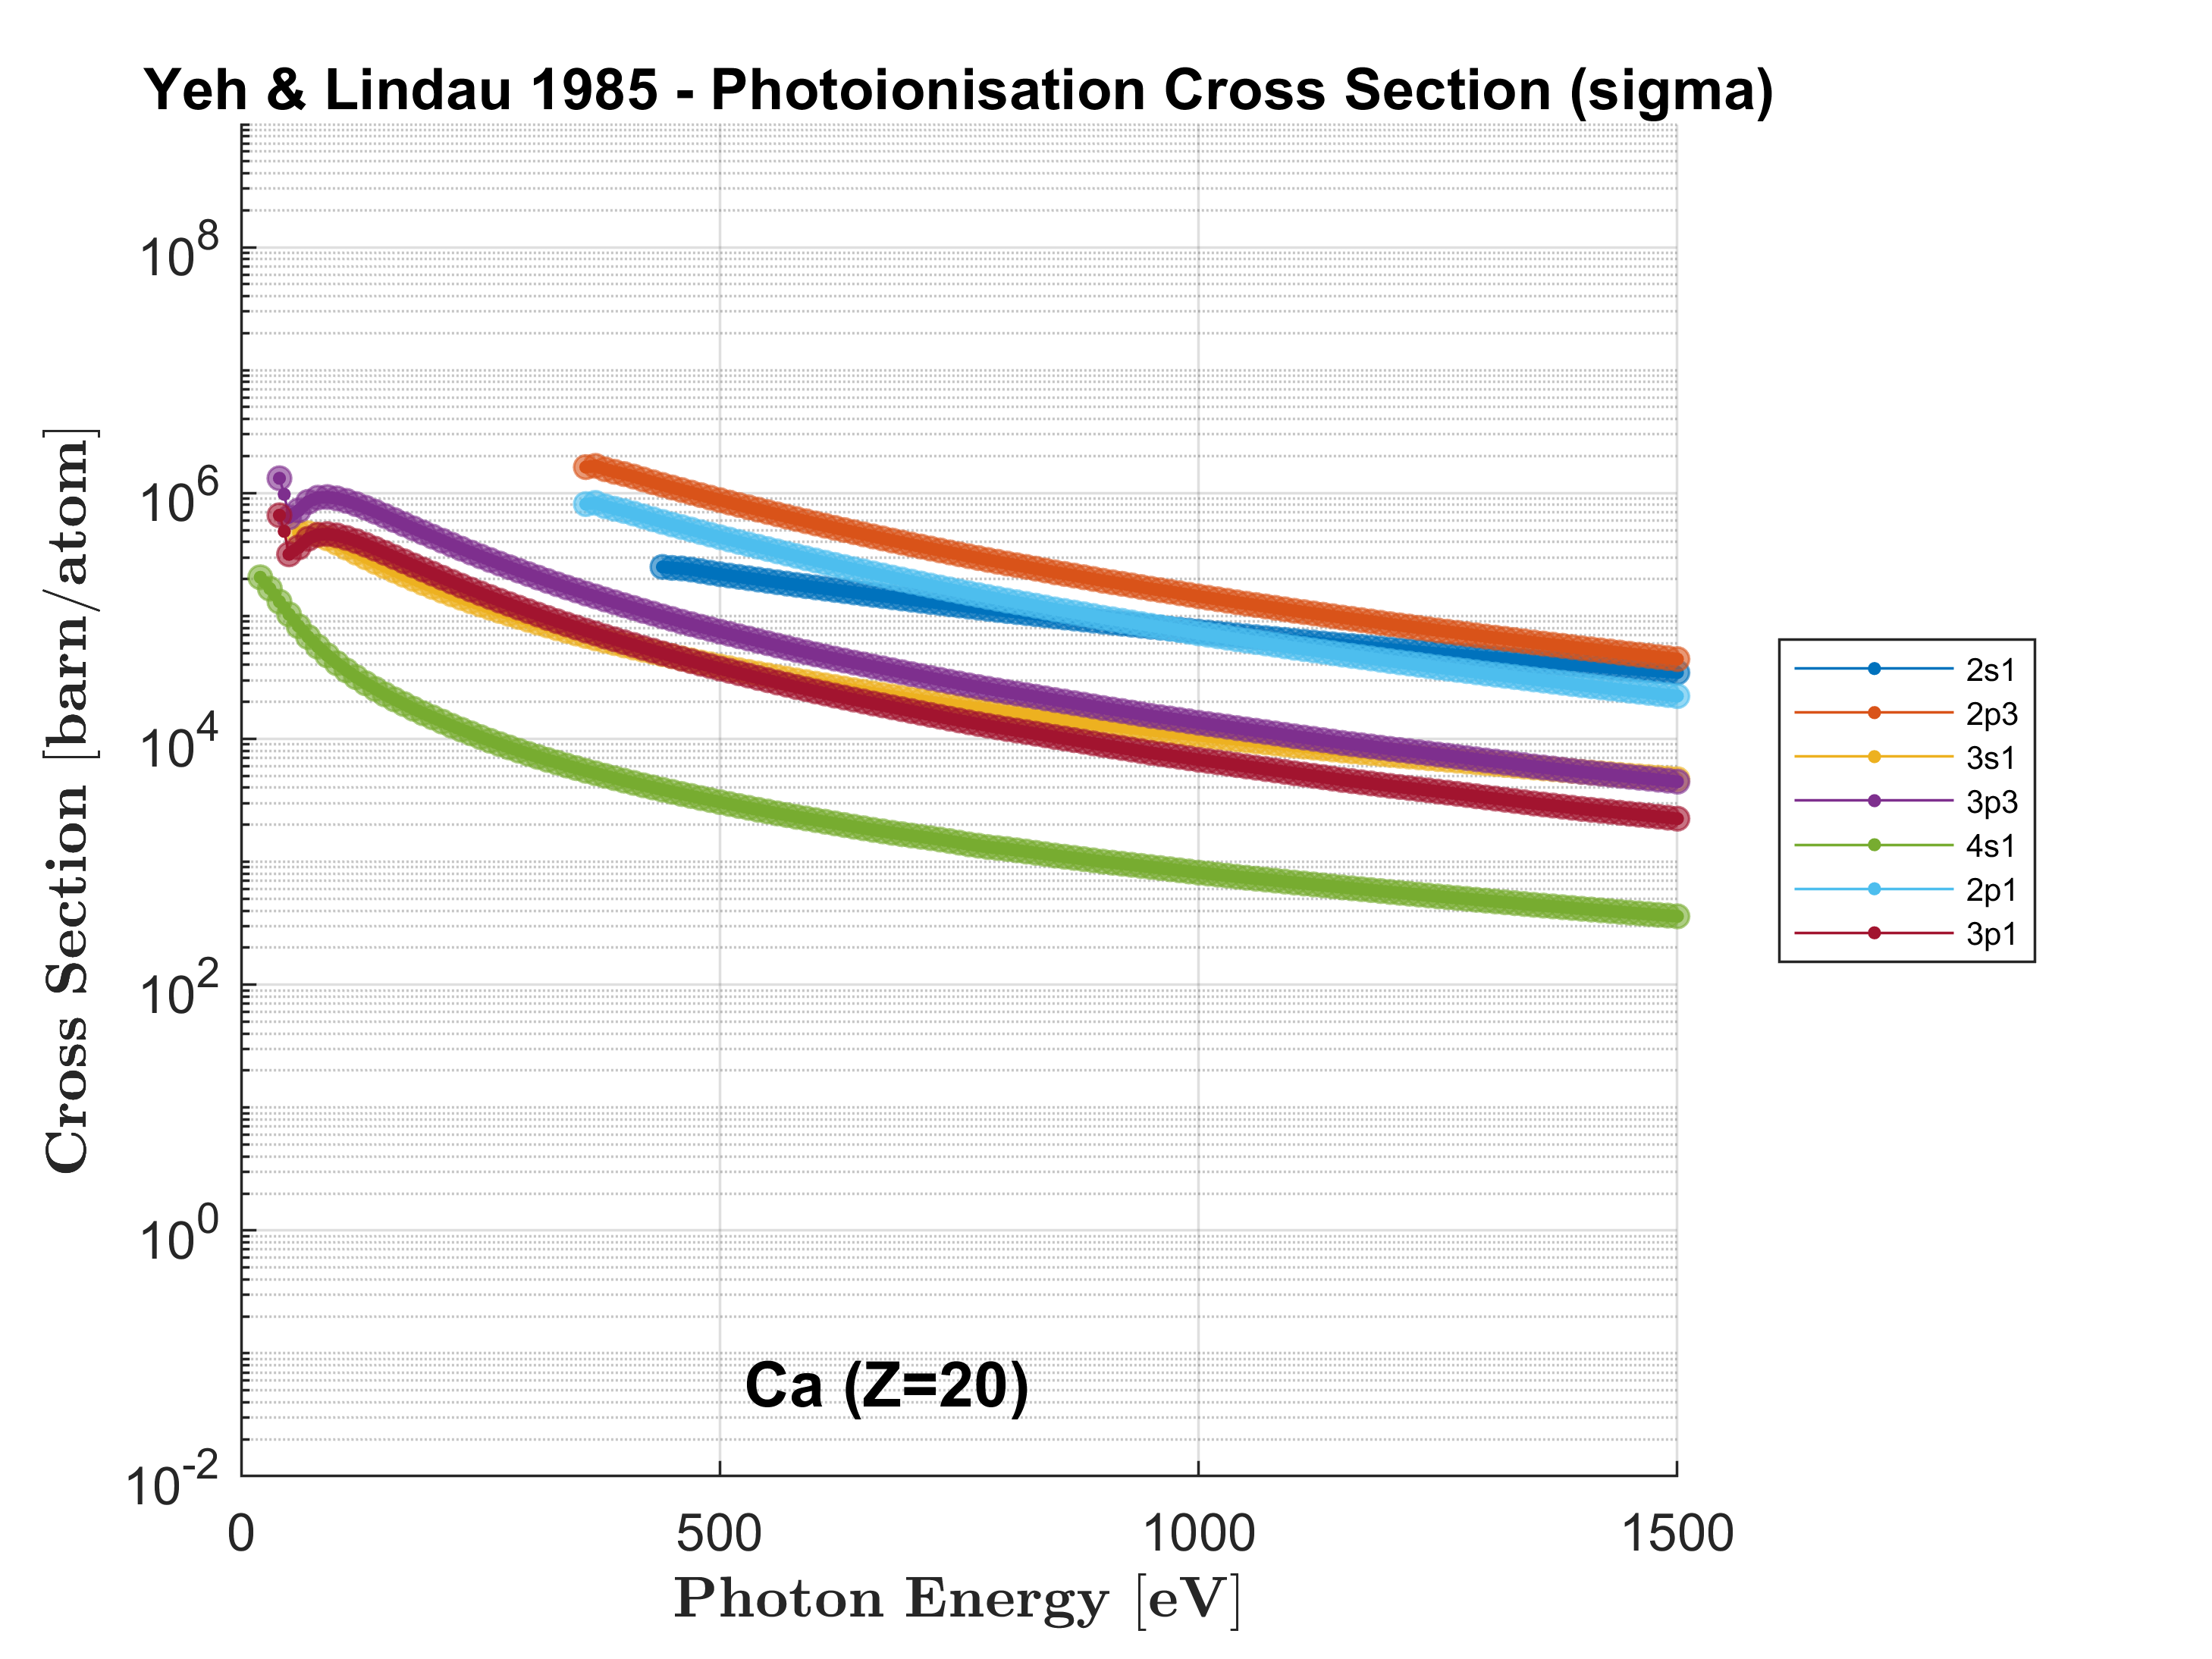 Yeh & Lindau 1985 - Photoionisation Cross Section (sigma)
Cross Section [barn/atom]
10^8
10^6
10^4
10^2
10^0
10^-2
0 500 1000 1500
Photon Energy [eV]
Ca (Z=20)
2s1
2p3
3s1
3p3
4s1
2p1
3p1